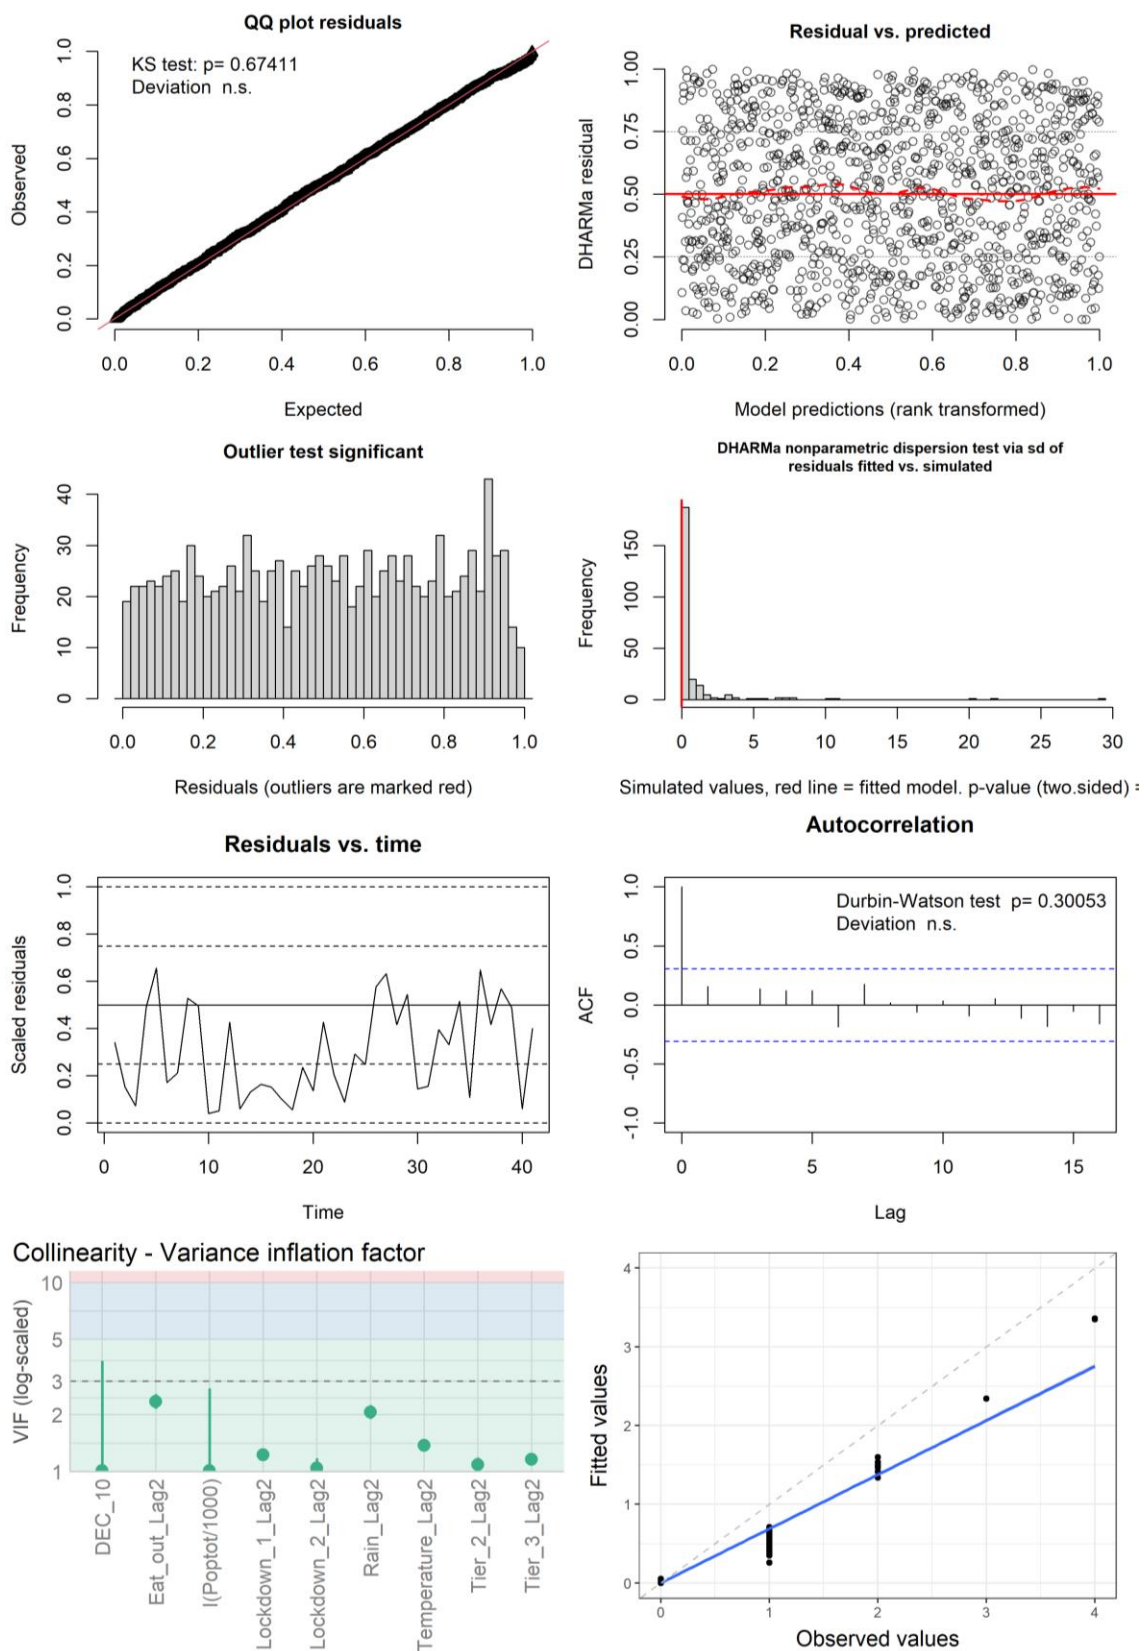 QQ plot residuals
KS test: p= 0.67411
Deviation n.s.
Observed
0.0 0.2 0.4 0.6 0.8 1.0
0.0 0.2 0.4 0.6 0.8 1.0
Expected
Residual vs. predicted
DHARMa residual
0.00 0.25 0.50 0.75 1.00
0.0 0.2 0.4 0.6 0.8 1.0
Model predictions (rank transformed)
Outlier test significant
Frequency
0 10 20 30 40
0.0 0.2 0.4 0.6 0.8 1.0
Residuals (outliers are marked red)
DHARMa nonparametric dispersion test via sd of
residuals fitted vs. simulated
Frequency
0 50 100 150
0 5 10 15 20 25 30
Simulated values, red line = fitted model. p-value (two.sided) =
Residuals vs. time
Scaled residuals
0.0 0.2 0.4 0.6 0.8 1.0
0 10 20 30 40
Time
Autocorrelation
Durbin-Watson test p= 0.30053
Deviation n.s.
ACF
-1.0 -0.5 0.0 0.5 1.0
0 5 10 15
Lag
Collinearity - Variance inflation factor
VIF (log-scaled)
10
5
3
2
1
DEC_10
Eat_out_Lag2
I(Poptot/1000)
Lockdown_1_Lag2
Lockdown_2_Lag2
Rain_Lag2
Temperature_Lag2
Tier_2_Lag2
Tier_3_Lag2
Fitted values
4
3
2
1
0
0 1 2 3 4
Observed values